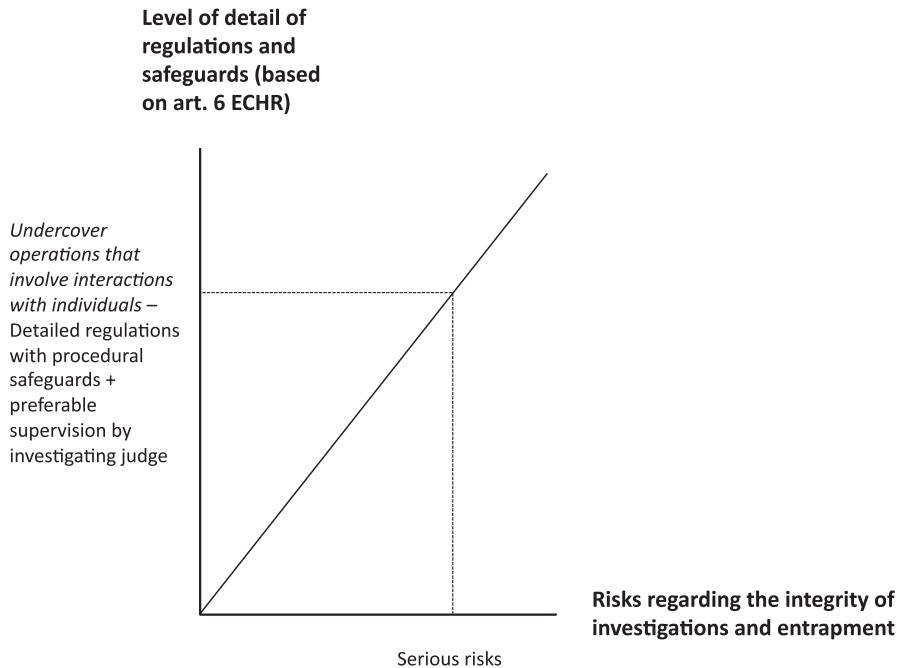 Level of detail of
regulations and
safeguards (based
on art. 6 ECHR)
Undercover
operations that
involve interactions
with individuals –
Detailed regulations
with procedural
safeguards +
preferable
supervision by
investigating judge
Risks regarding the integrity of
investigations and entrapment
Serious risks